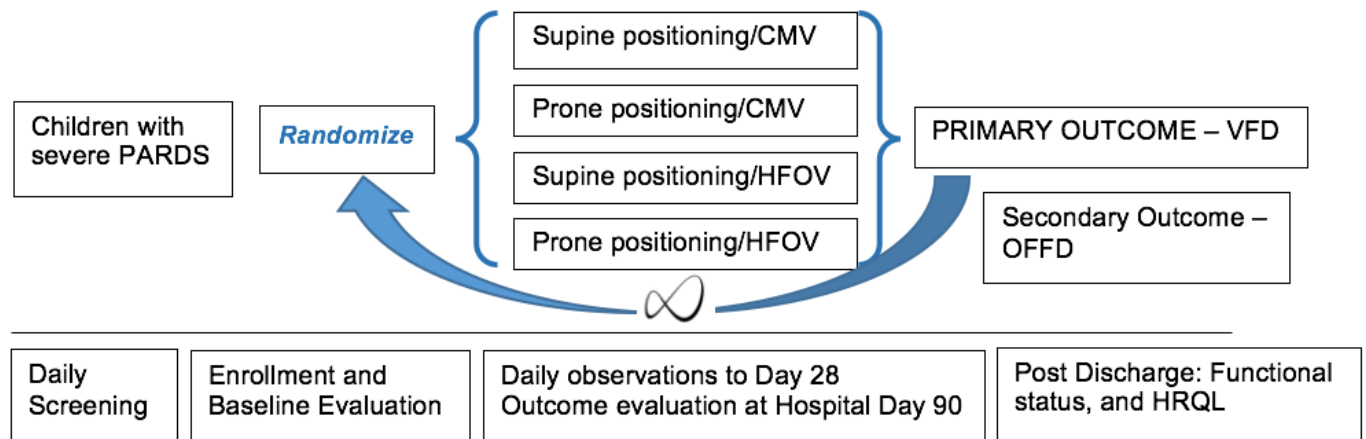 Children with
severe PARDS
Randomize
Supine positioning/CMV
Prone positioning/CMV
Supine positioning/HFOV
Prone positioning/HFOV
PRIMARY OUTCOME – VFD
Secondary Outcome –
OFFD
Daily
Screening
Enrollment and
Baseline Evaluation
Daily observations to Day 28
Outcome evaluation at Hospital Day 90
Post Discharge: Functional
status, and HRQL